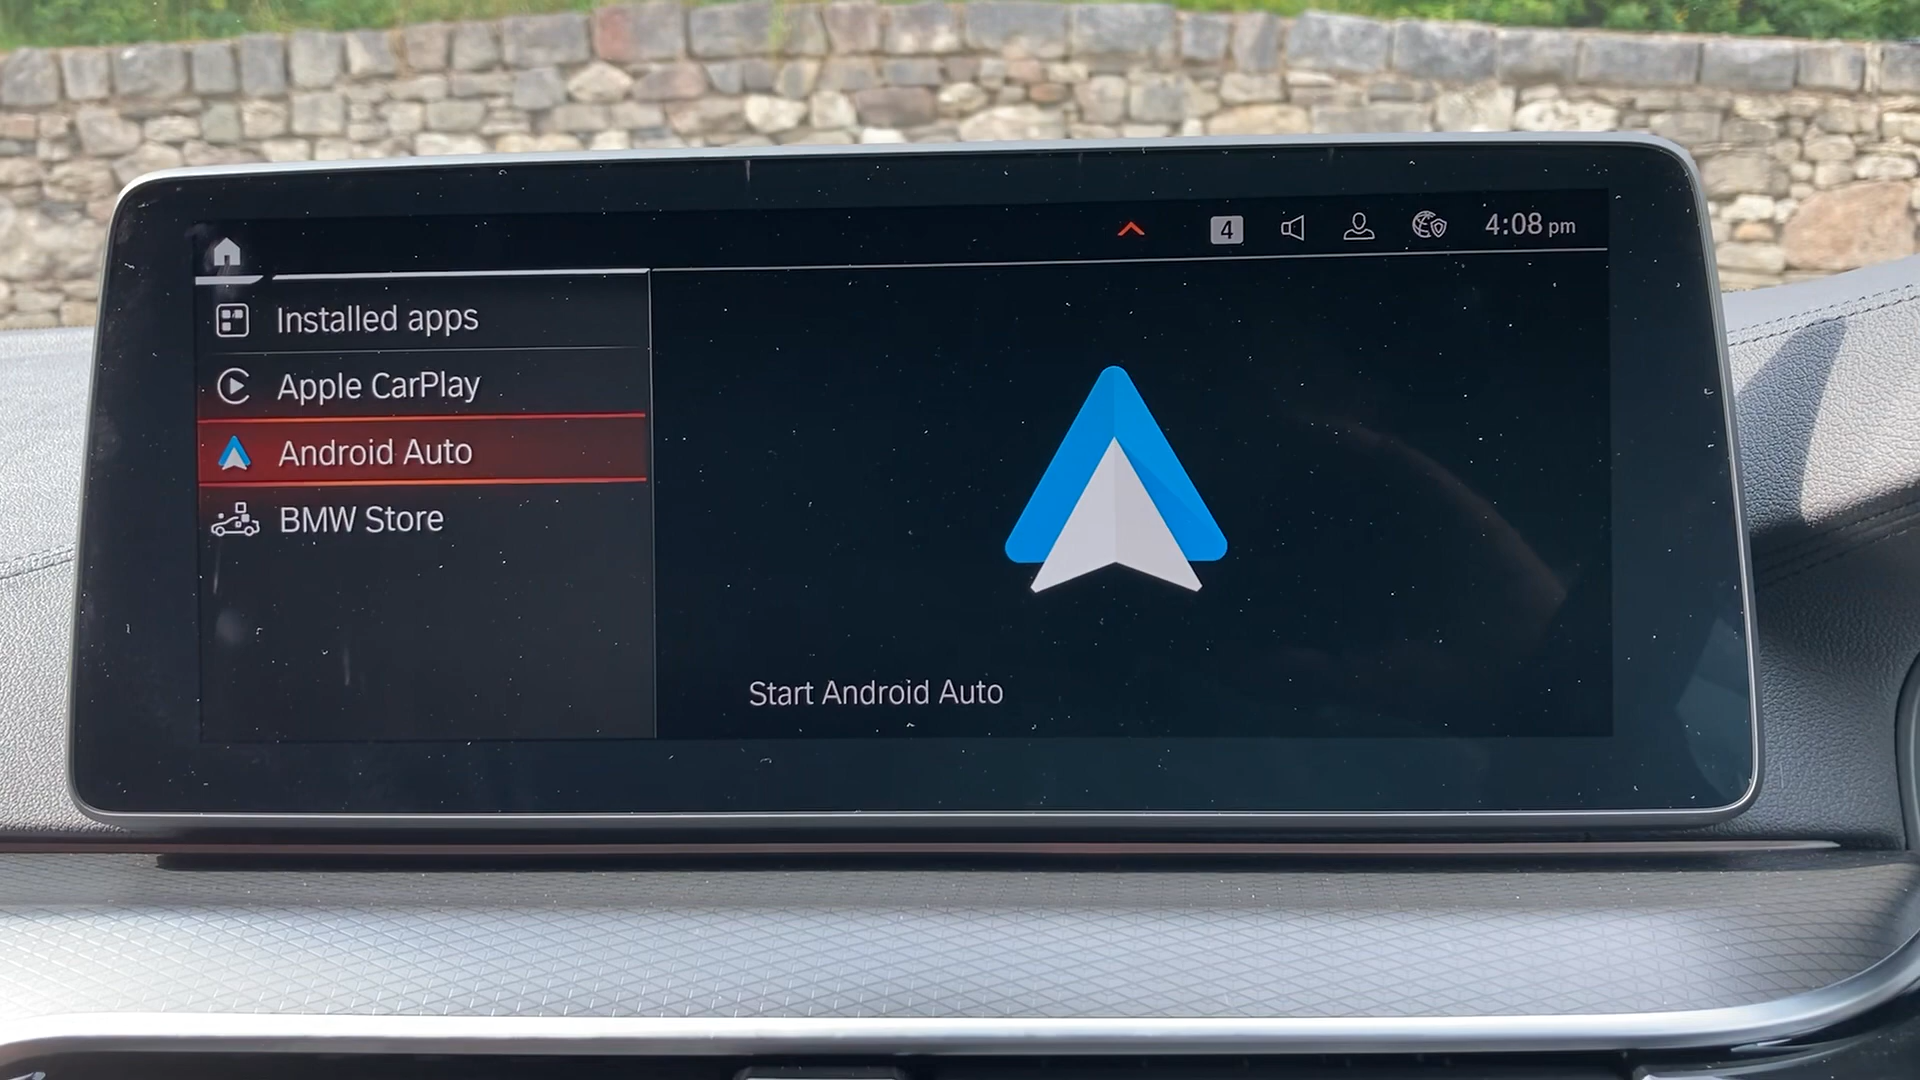 4 4:08 pm
Installed apps
Apple CarPlay
Android Auto
BMW Store
Start Android Auto